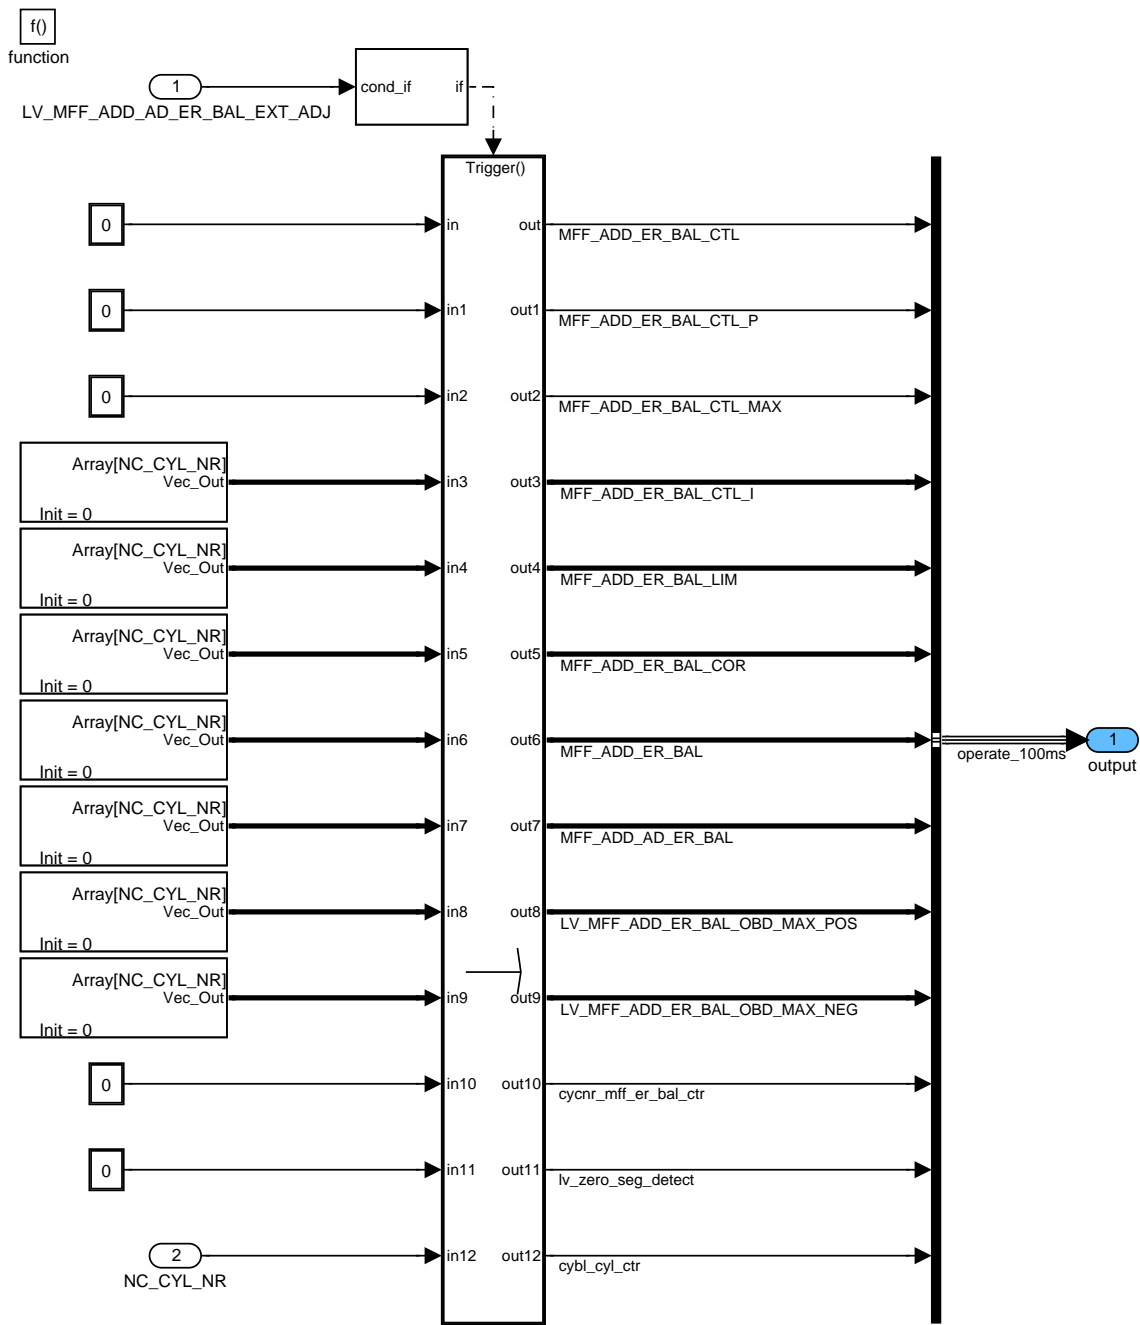 f()
function
1
LV_MFF_ADD_AD_ER_BAL_EXT_ADJ
cond_if if
Trigger()
0 in out MFF_ADD_ER_BAL_CTL
0 in1 out1 MFF_ADD_ER_BAL_CTL_P
0 in2 out2 MFF_ADD_ER_BAL_CTL_MAX
Array[NC_CYL_NR]
Vec_Out in3 out3 MFF_ADD_ER_BAL_CTL_I
Init = 0
Array[NC_CYL_NR]
Vec_Out in4 out4 MFF_ADD_ER_BAL_LIM
Init = 0
Array[NC_CYL_NR]
Vec_Out in5 out5 MFF_ADD_ER_BAL_COR
Init = 0
Array[NC_CYL_NR]
Vec_Out in6 out6 MFF_ADD_ER_BAL operate_100ms 1
output
Init = 0
Array[NC_CYL_NR]
Vec_Out in7 out7 MFF_ADD_AD_ER_BAL
Init = 0
Array[NC_CYL_NR]
Vec_Out in8 out8 LV_MFF_ADD_ER_BAL_OBD_MAX_POS
Init = 0
Array[NC_CYL_NR]
Vec_Out in9 out9 LV_MFF_ADD_ER_BAL_OBD_MAX_NEG
Init = 0
0 in10 out10 cycnr_mff_er_bal_ctr
0 in11 out11 lv_zero_seg_detect
2 in12 out12 cybl_cyl_ctr
NC_CYL_NR